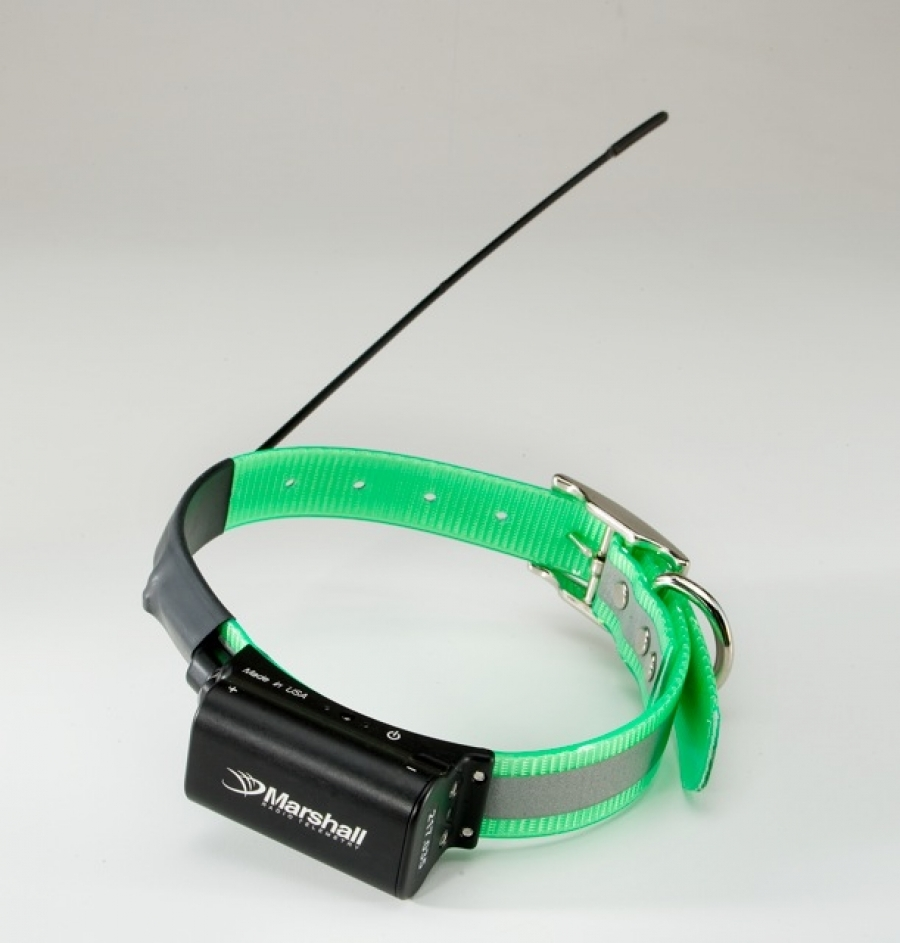 Made in USA
+
-
Marshall
RADIO TELEMETRY